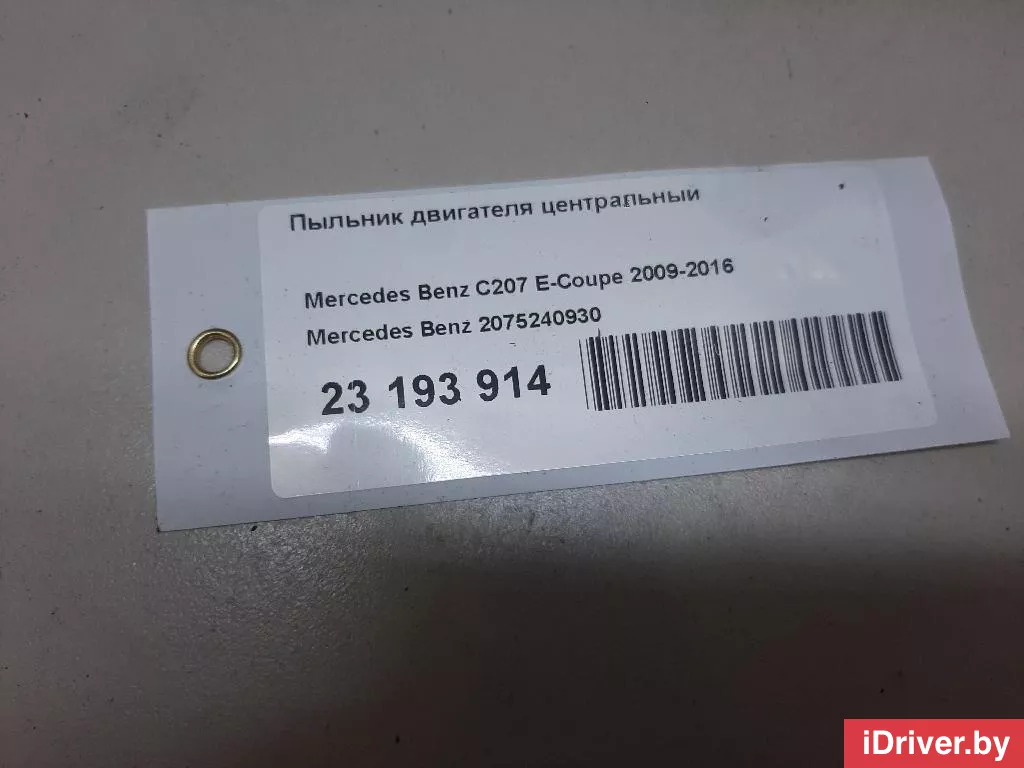 Пыльник двигателя центральный
Mercedes Benz C207 E-Coupe 2009-2016
Mercedes Benz 2075240930
23 193 914
iDriver.by